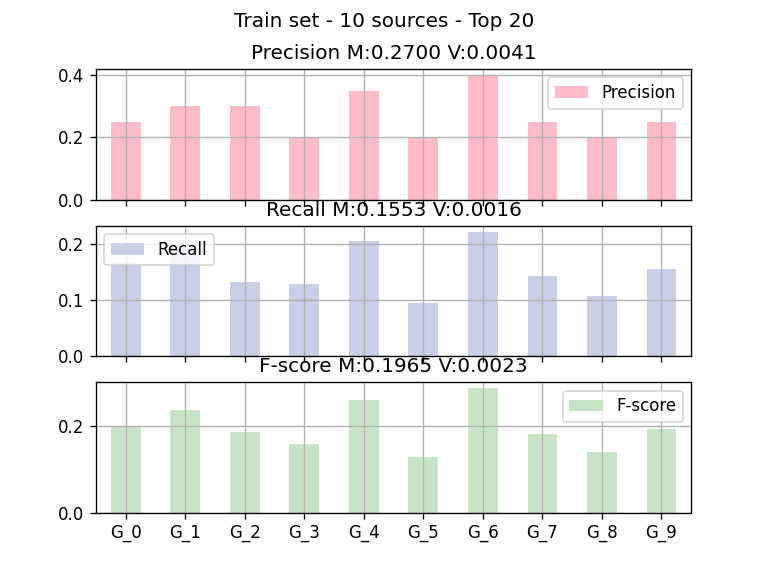 Train set - 10 sources - Top 20
Precision M:0.2700 V:0.0041
0.4
0.2
0.0
Precision
Recall M:0.1553 V:0.0016
0.2
0.1
0.0
Recall
F-score M:0.1965 V:0.0023
0.2
0.0
F-score
G_0 G_1 G_2 G_3 G_4 G_5 G_6 G_7 G_8 G_9